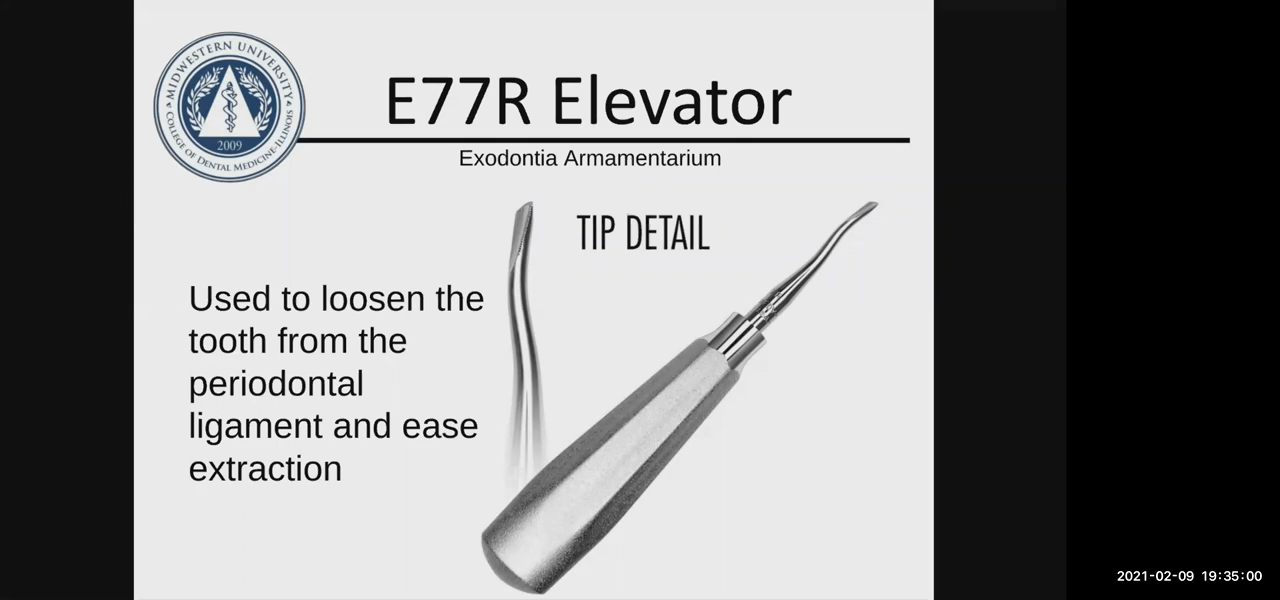 MIDWESTERN UNIVERSITY
COLLEGE OF DENTAL MEDICINE-ILLINOIS
2009
E77R Elevator
Exodontia Armamentarium
TIP DETAIL
Used to loosen the
tooth from the
periodontal
ligament and ease
extraction
2021-02-09 19:35:00